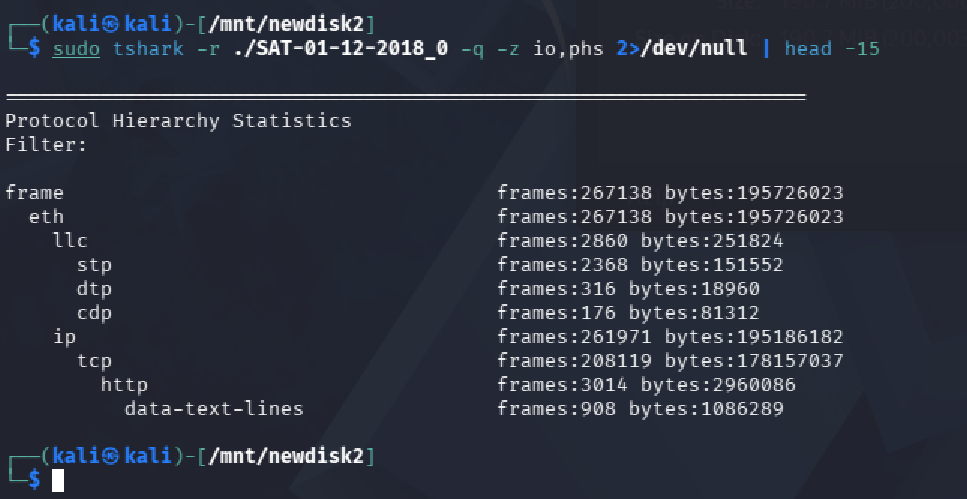 ┌──(kali㉿kali)-[/mnt/newdisk2]
└─$ sudo tshark -r ./SAT-01-12-2018_0 -q -z io,phs 2>/dev/null | head -15
===================================================================
Protocol Hierarchy Statistics
Filter:
frame frames:267138 bytes:195726023
eth frames:267138 bytes:195726023
llc frames:2860 bytes:251824
stp frames:2368 bytes:151552
dtp frames:316 bytes:18960
cdp frames:176 bytes:81312
ip frames:261971 bytes:195186182
tcp frames:208119 bytes:178157037
http frames:3014 bytes:2960086
data-text-lines frames:908 bytes:1086289
┌──(kali㉿kali)-[/mnt/newdisk2]
└─$